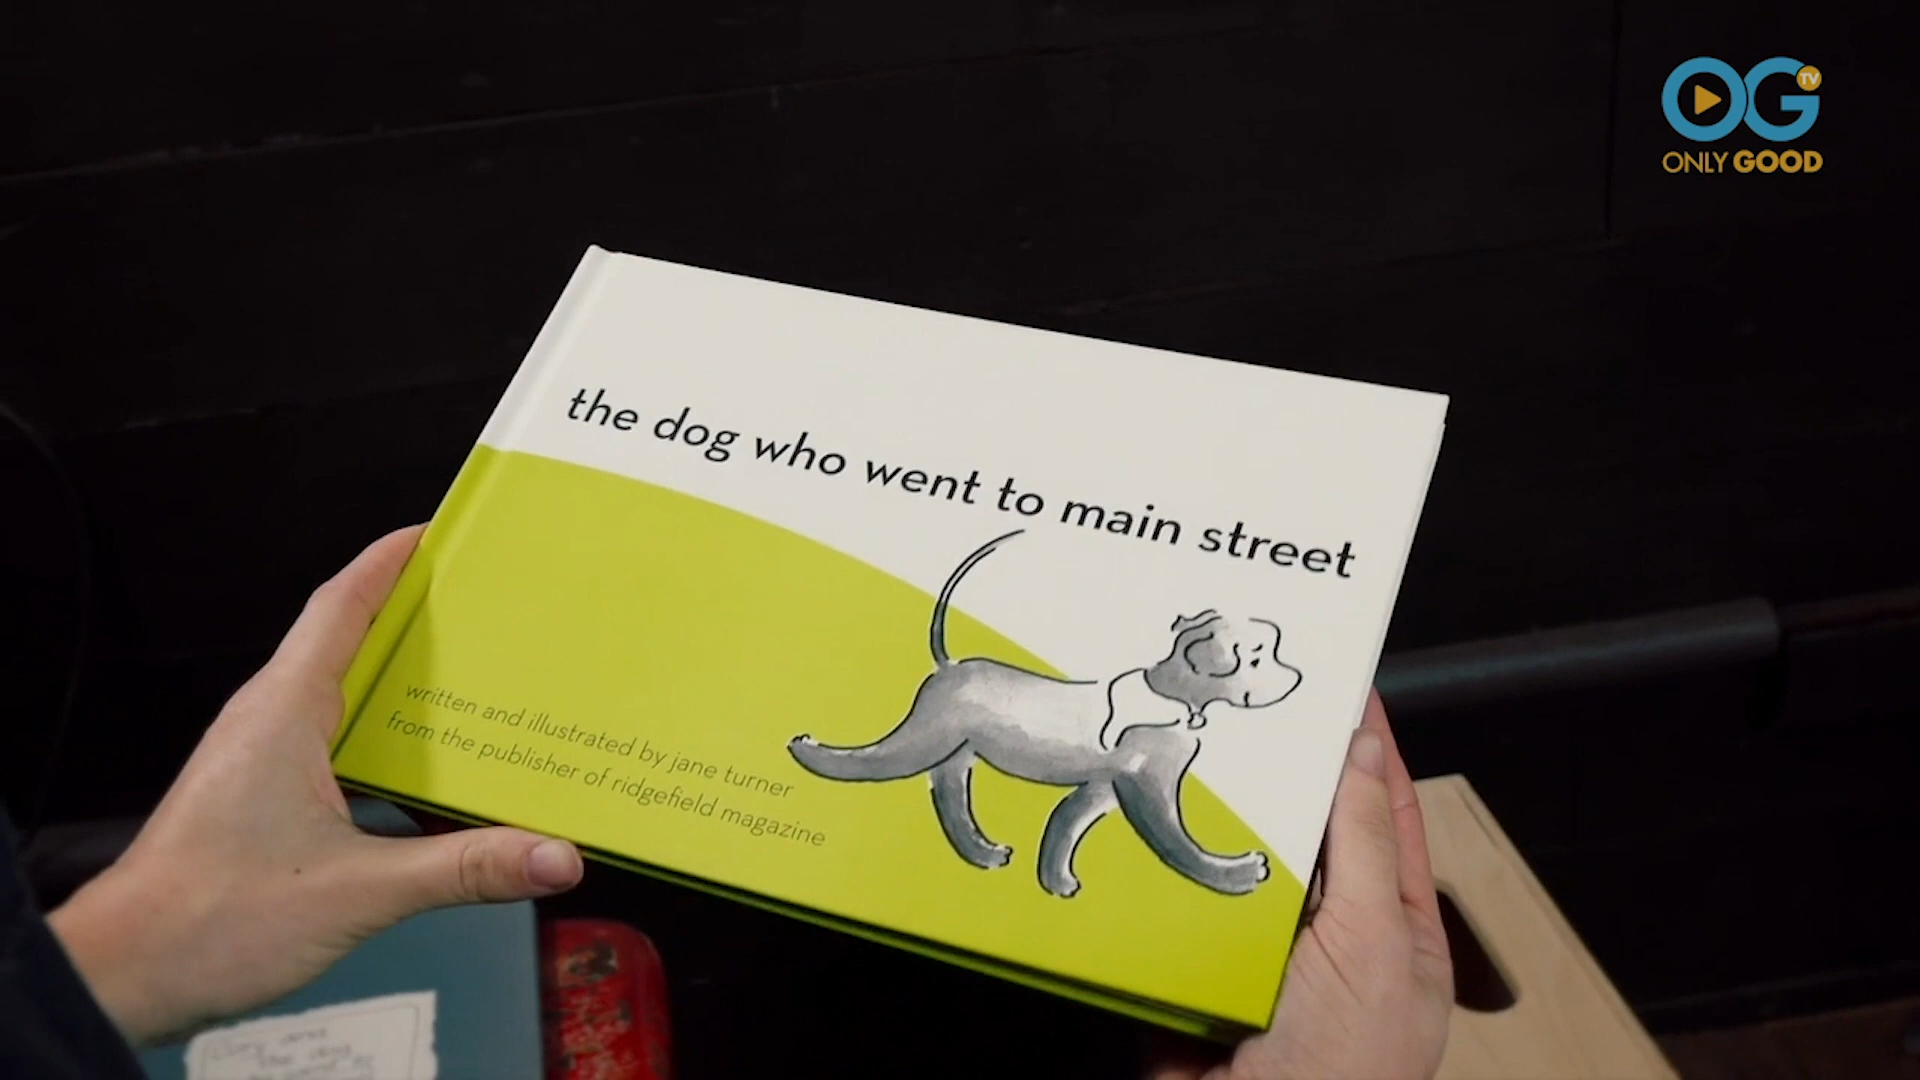 OG TV
ONLY GOOD
the dog who went to main street
written and illustrated by jane turner
from the publisher of ridgefield magazine